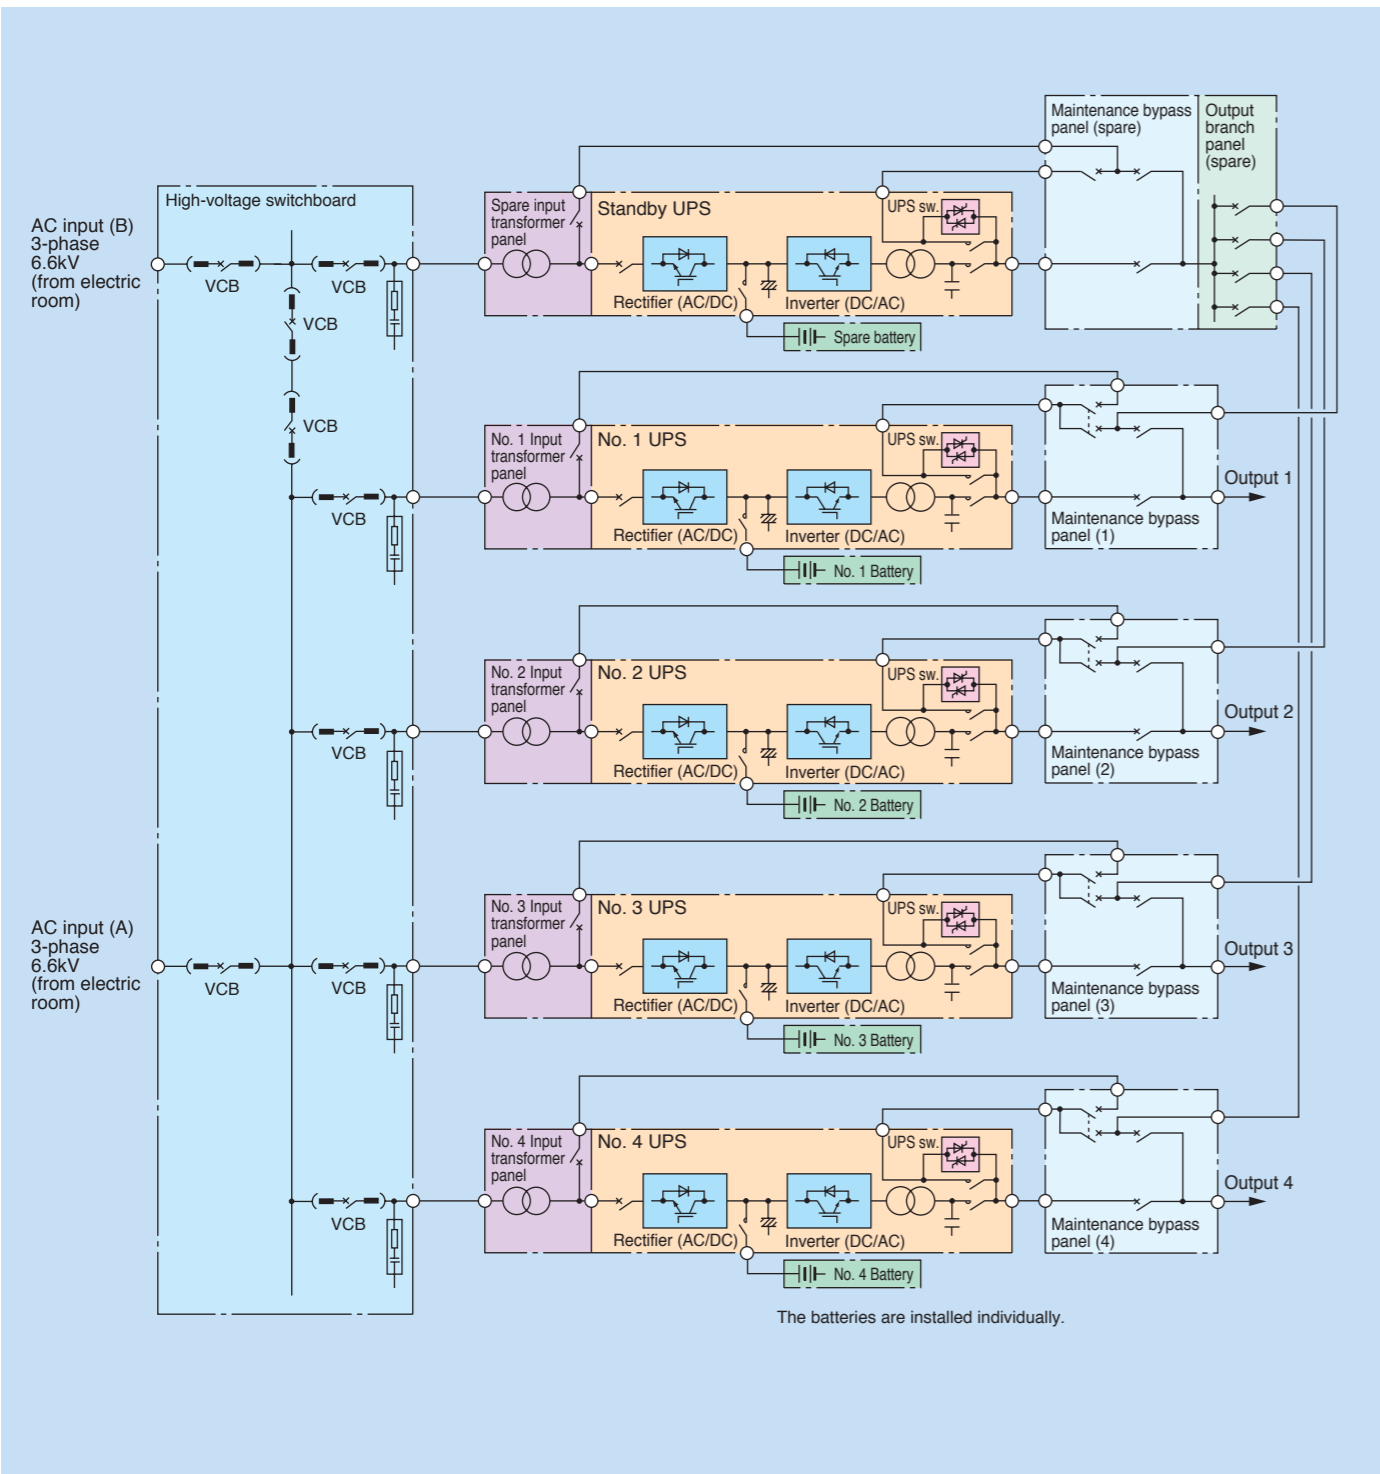 Maintenance bypass
panel (spare)
Output
branch
panel
(spare)
High-voltage switchboard
AC input (B)
3-phase
6.6kV
(from electric
room)
VCB
VCB
VCB
VCB
Spare input
transformer
panel
Standby UPS
UPS sw.
Rectifier (AC/DC)
Inverter (DC/AC)
Spare battery
VCB
No. 1 Input
transformer
panel
No. 1 UPS
UPS sw.
Rectifier (AC/DC)
Inverter (DC/AC)
No. 1 Battery
Maintenance bypass
panel (1)
Output 1
VCB
No. 2 Input
transformer
panel
No. 2 UPS
UPS sw.
Rectifier (AC/DC)
Inverter (DC/AC)
No. 2 Battery
Maintenance bypass
panel (2)
Output 2
AC input (A)
3-phase
6.6kV
(from electric
room)
VCB
VCB
No. 3 Input
transformer
panel
No. 3 UPS
UPS sw.
Rectifier (AC/DC)
Inverter (DC/AC)
No. 3 Battery
Maintenance bypass
panel (3)
Output 3
VCB
No. 4 Input
transformer
panel
No. 4 UPS
UPS sw.
Rectifier (AC/DC)
Inverter (DC/AC)
No. 4 Battery
Maintenance bypass
panel (4)
Output 4
The batteries are installed individually.